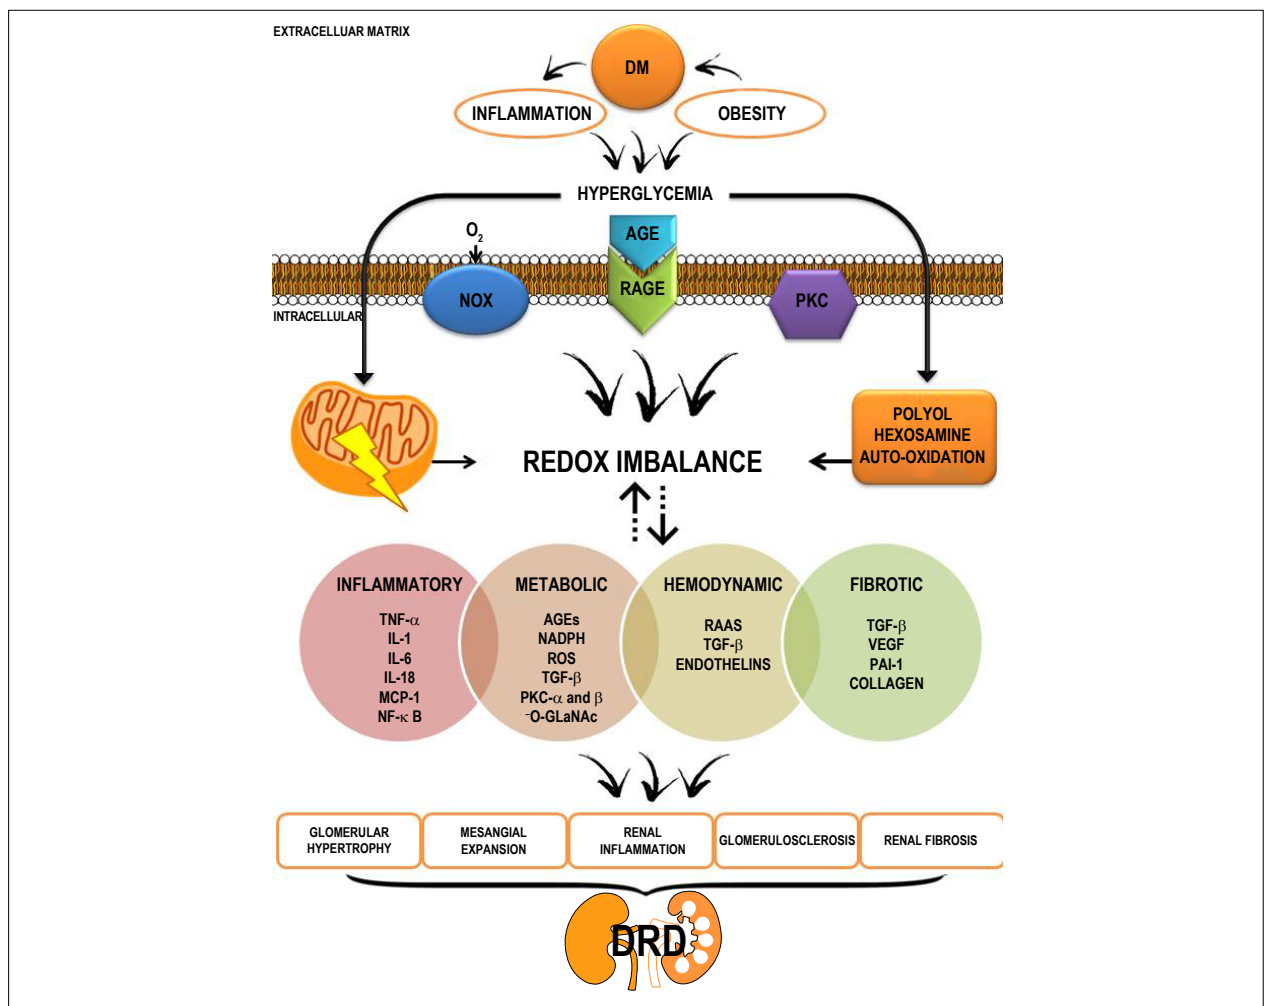 EXTRACELLUAR MATRIX
DM
INFLAMMATION
OBESITY
HYPERGLYCEMIA
O2
AGE
RAGE
NOX
PKC
INTRACELLULAR
POLYOL
HEXOSAMINE
AUTO-OXIDATION
REDOX IMBALANCE
INFLAMMATORY
TNF-α
IL-1
IL-6
IL-18
MCP-1
NF-κ B
METABOLIC
AGEs
NADPH
ROS
TGF-β
PKC-α and β
⁻O-GLaNAc
HEMODYNAMIC
RAAS
TGF-β
ENDOTHELINS
FIBROTIC
TGF-β
VEGF
PAI-1
COLLAGEN
GLOMERULAR
HYPERTROPHY
MESANGIAL
EXPANSION
RENAL
INFLAMMATION
GLOMERULOSCLEROSIS
RENAL FIBROSIS
DRD